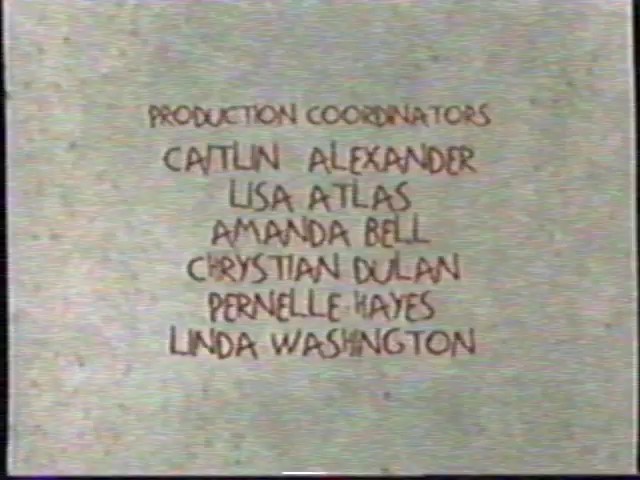 PRODUCTION COORDINATORS
CAITLIN ALEXANDER
LISA ATLAS
AMANDA BELL
CHRYSTIAN DULAN
PERNELLE HAYES
LINDA WASHINGTON